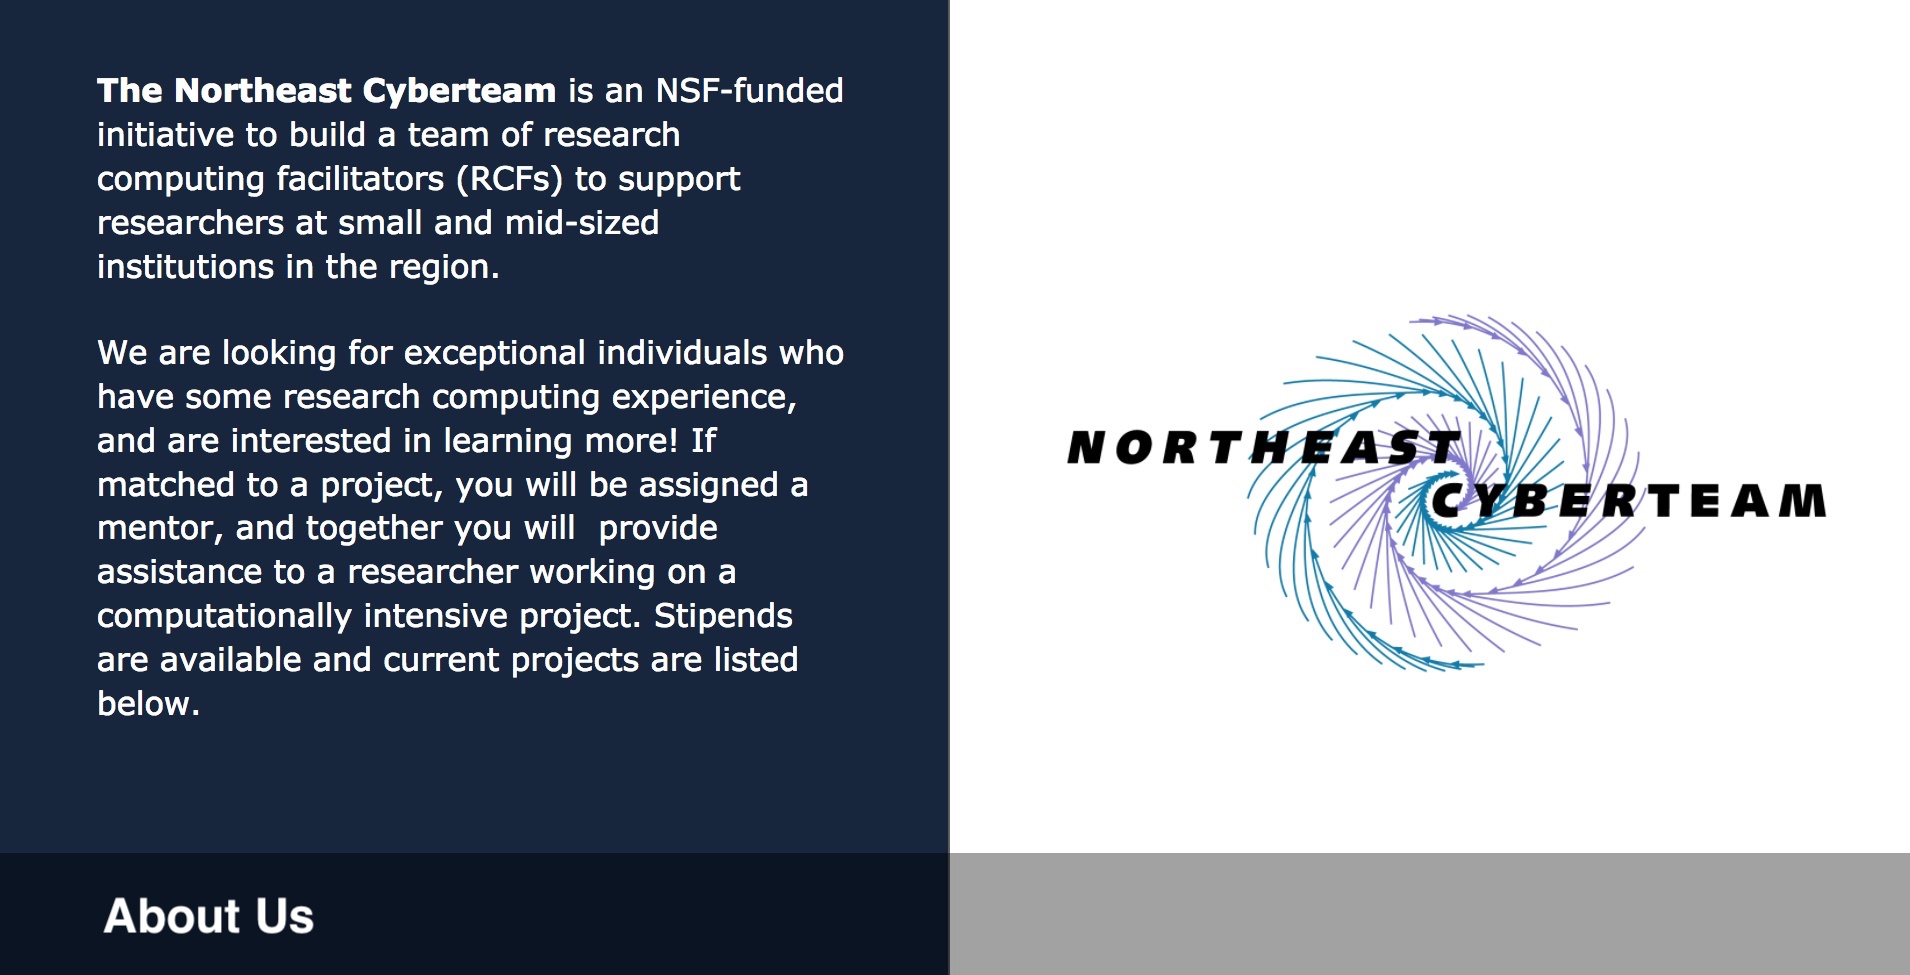 The Northeast Cyberteam is an NSF-funded
initiative to build a team of research
computing facilitators (RCFs) to support
researchers at small and mid-sized
institutions in the region.
We are looking for exceptional individuals who
have some research computing experience,
and are interested in learning more! If
matched to a project, you will be assigned a
mentor, and together you will  provide
assistance to a researcher working on a
computationally intensive project. Stipends
are available and current projects are listed
below.
NORTHEAST
CYBERTEAM
About Us